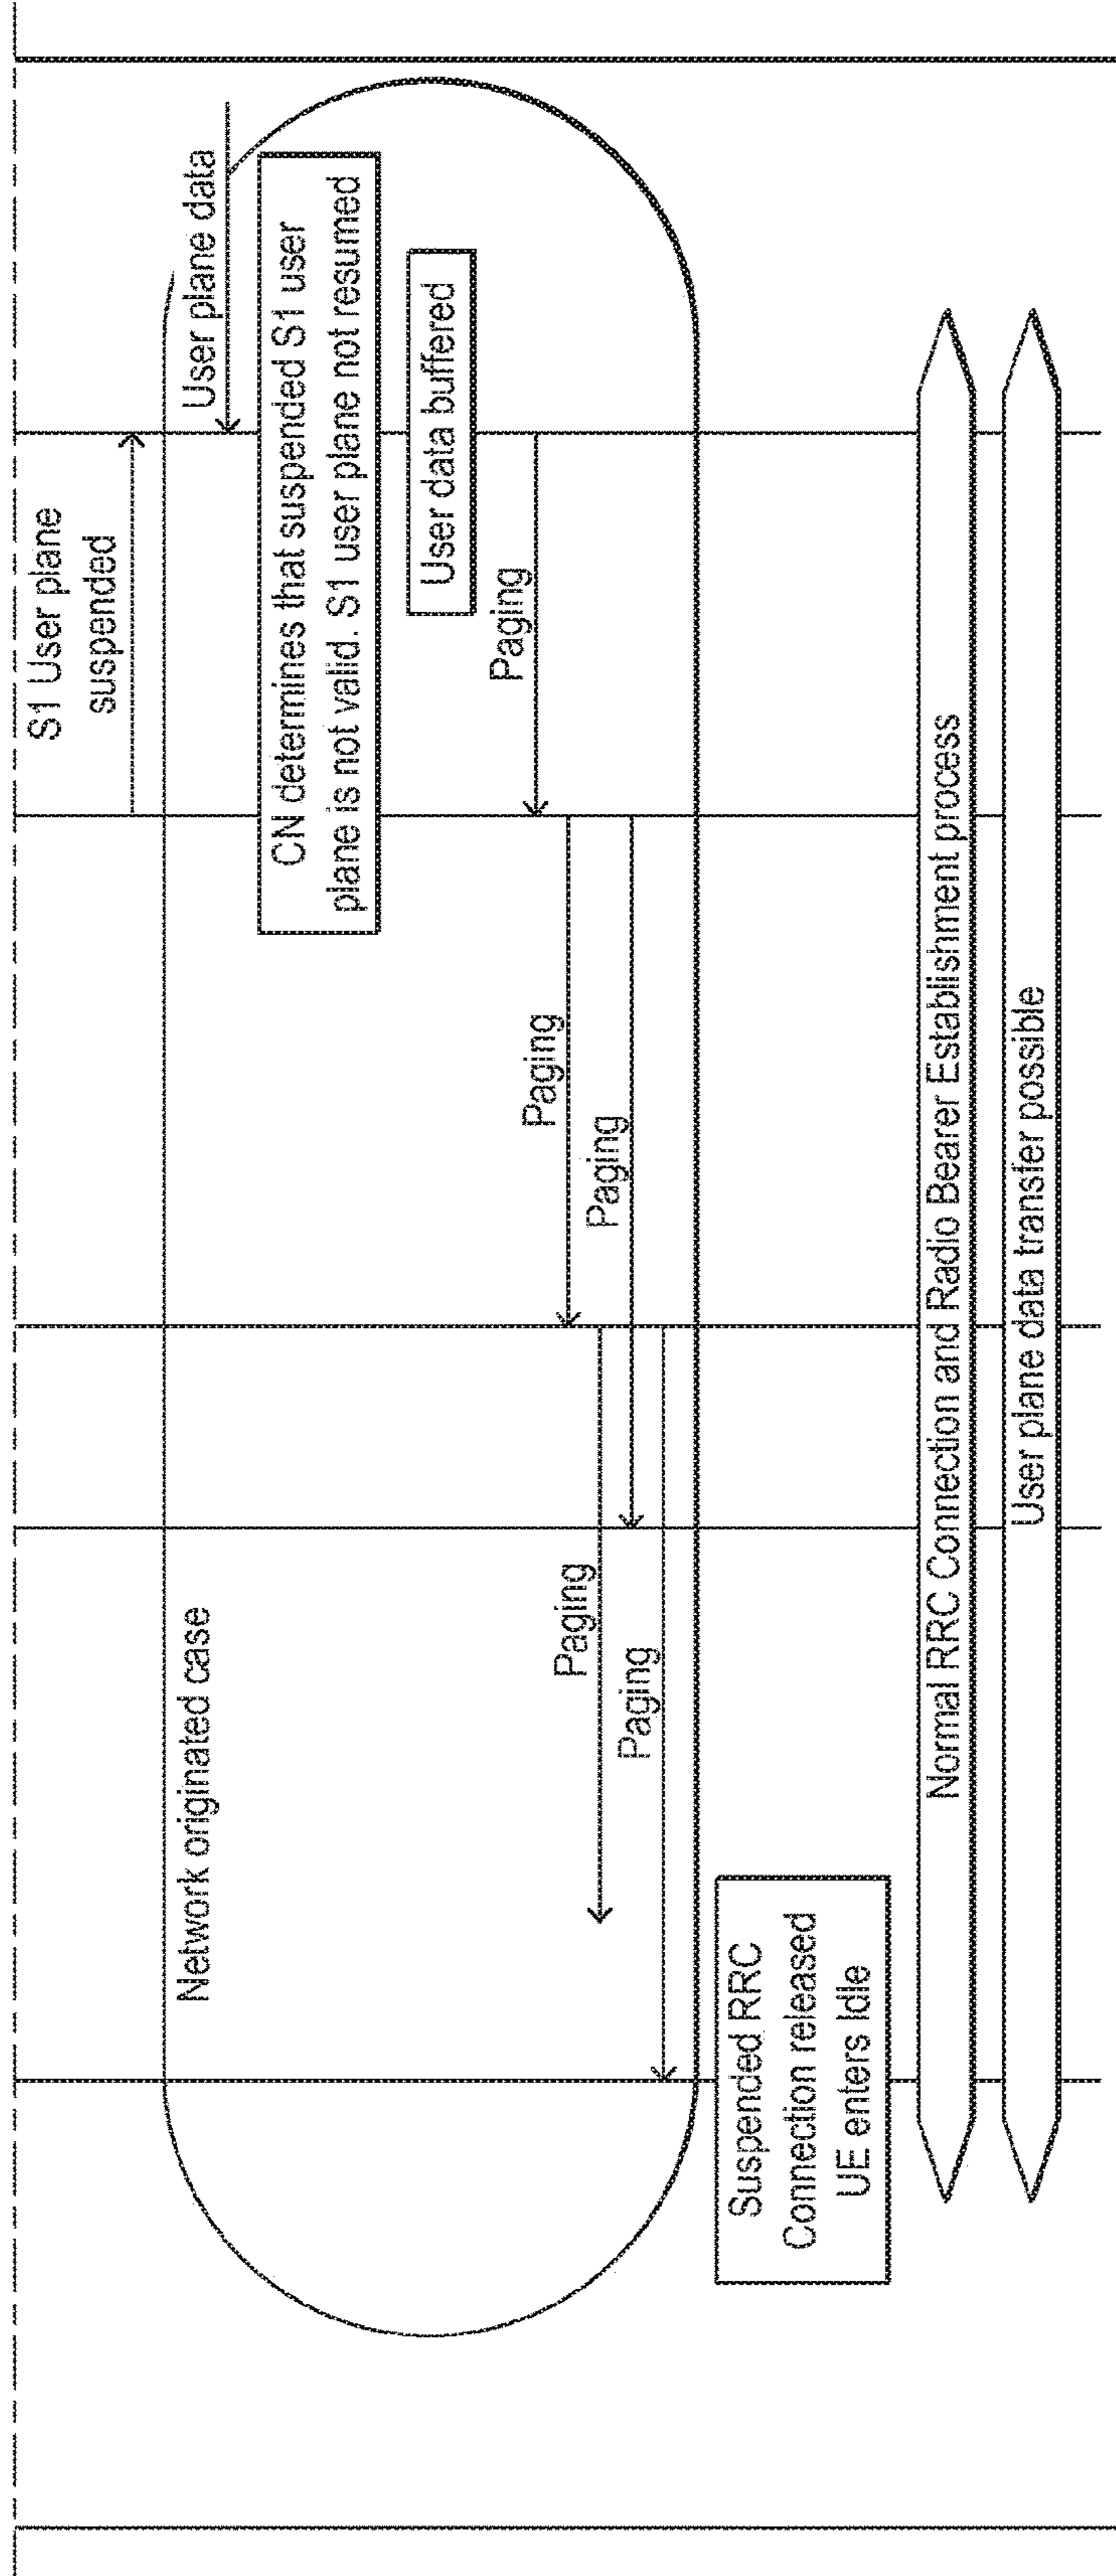 S1 User plane
suspended
User plane data
Network originated case
CN determines that suspended S1 user
plane is not valid. S1 user plane not resumed
User data buffered
Paging
Paging
Paging
Paging
Paging
Suspended RRC
Connection released
UE enters Idle
Normal RRC Connection and Radio Bearer Establishment process
User plane data transfer possible